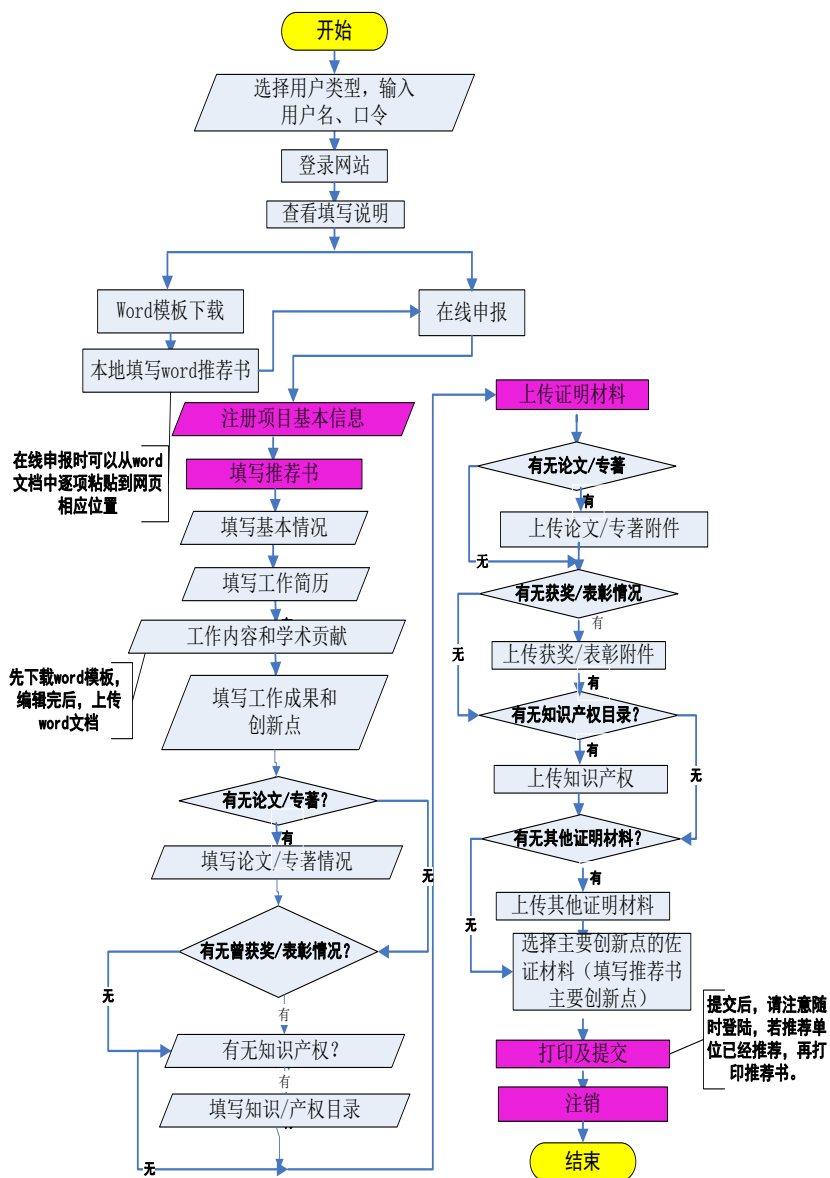 开始
选择用户类型，输入
用户名、口令
登录网站
查看填写说明
Word模板下载
在线申报
本地填写word推荐书
在线申报时可以从word
文档中逐项粘贴到网页
相应位置
注册项目基本信息
填写推荐书
填写基本情况
填写工作简历
工作内容和学术贡献
先下载word模板，
编辑完后，上传
word文档
填写工作成果和
创新点
有无论文/专著？
有
无
填写论文/专著情况
有无曾获奖/表彰情况？
无
有
有无知识产权？
有
填写知识/产权目录
无
上传证明材料
有无论文/专著
有
上传论文/专著附件
无
有无获奖/表彰情况
有
无
上传获奖/表彰附件
有
有无知识产权目录？
有
无
上传知识产权
有无其他证明材料？
有
无
上传其他证明材料
选择主要创新点的佐
证材料（填写推荐书
主要创新点）
提交后，请注意随
时登陆，若推荐单
位已经推荐，再打
印推荐书。
打印及提交
注销
结束